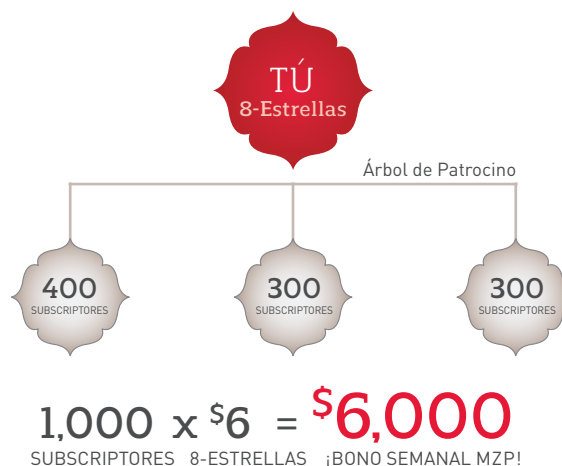 TÚ
8-Estrellas
Árbol de Patrocino
400
SUBSCRIPTORES
300
SUBSCRIPTORES
300
SUBSCRIPTORES
1,000 x $6 = $6,000
SUBSCRIPTORES 8-ESTRELLAS ¡BONO SEMANAL MZP!